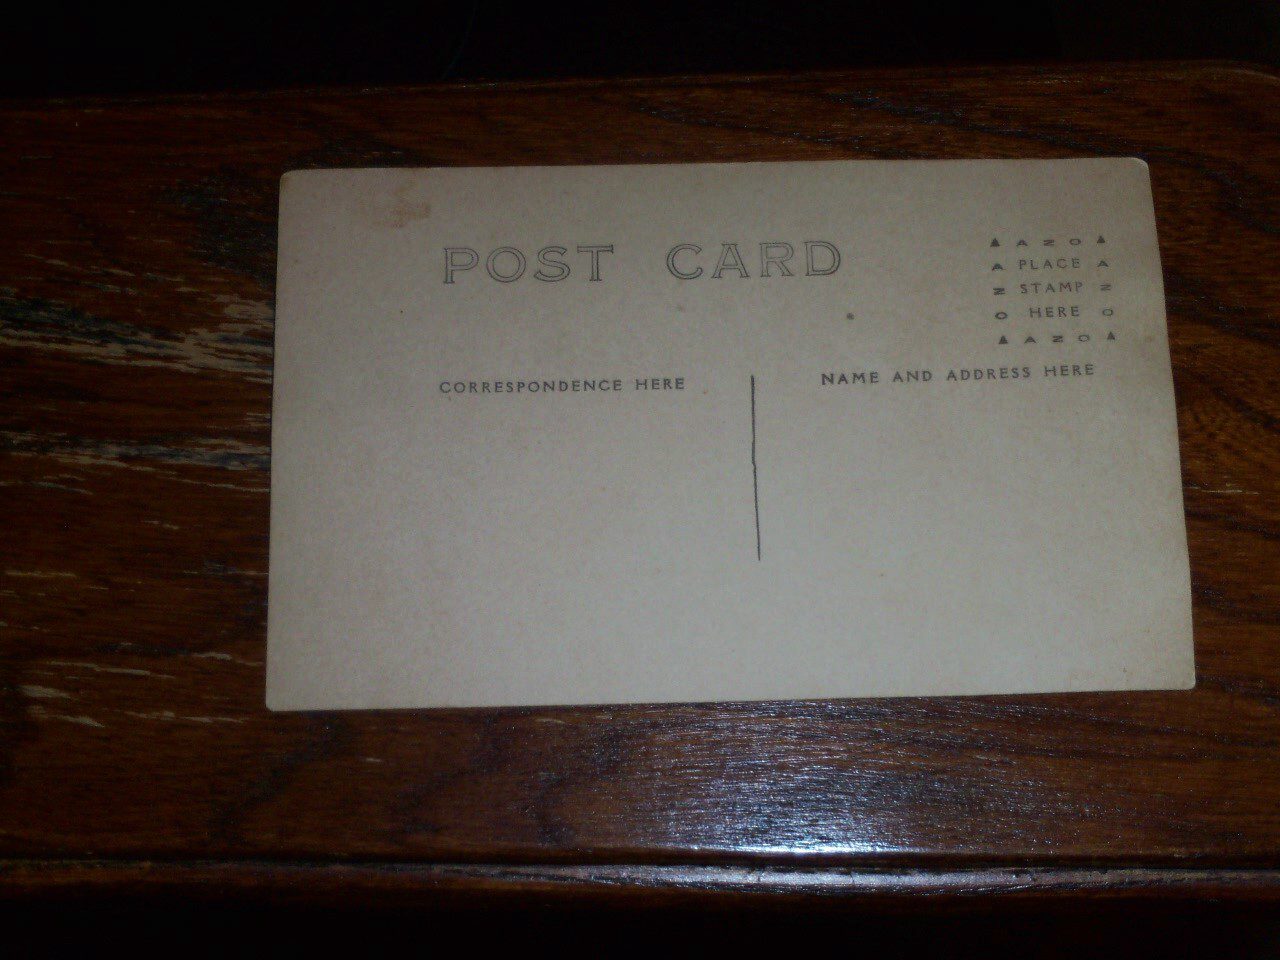 POST CARD
▲ AZO ▲
A PLACE A
N STAMP N
O HERE O
▲ AZO ▲
CORRESPONDENCE HERE
NAME AND ADDRESS HERE